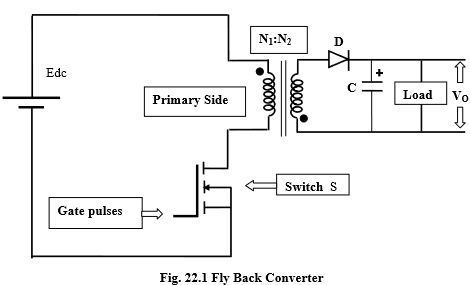 N1:N2
D
Edc
+
C
Load
VO
Primary Side
Switch S
Gate pulses
Fig. 22.1 Fly Back Converter